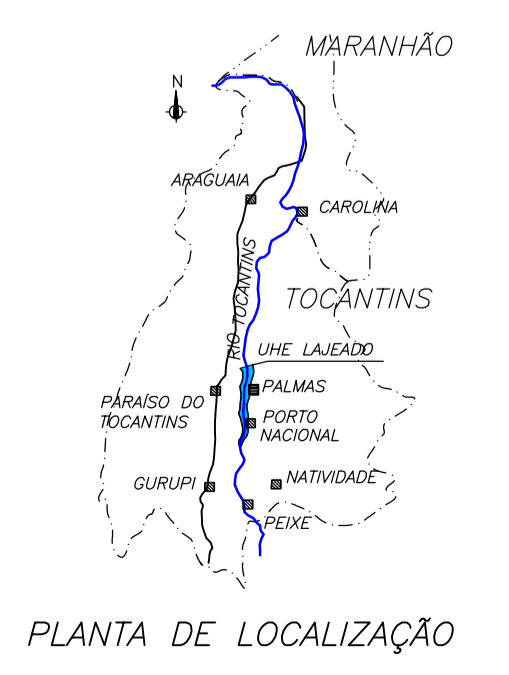 MARANHÃO
N
ARAGUAIA
CAROLINA
RIO TOCANTINS
TOCANTINS
UHE LAJEADO
PALMAS
PARAÍSO DO
TOCANTINS
PORTO
NACIONAL
GURUPI
NATIVIDADE
PEIXE
PLANTA DE LOCALIZAÇÃO